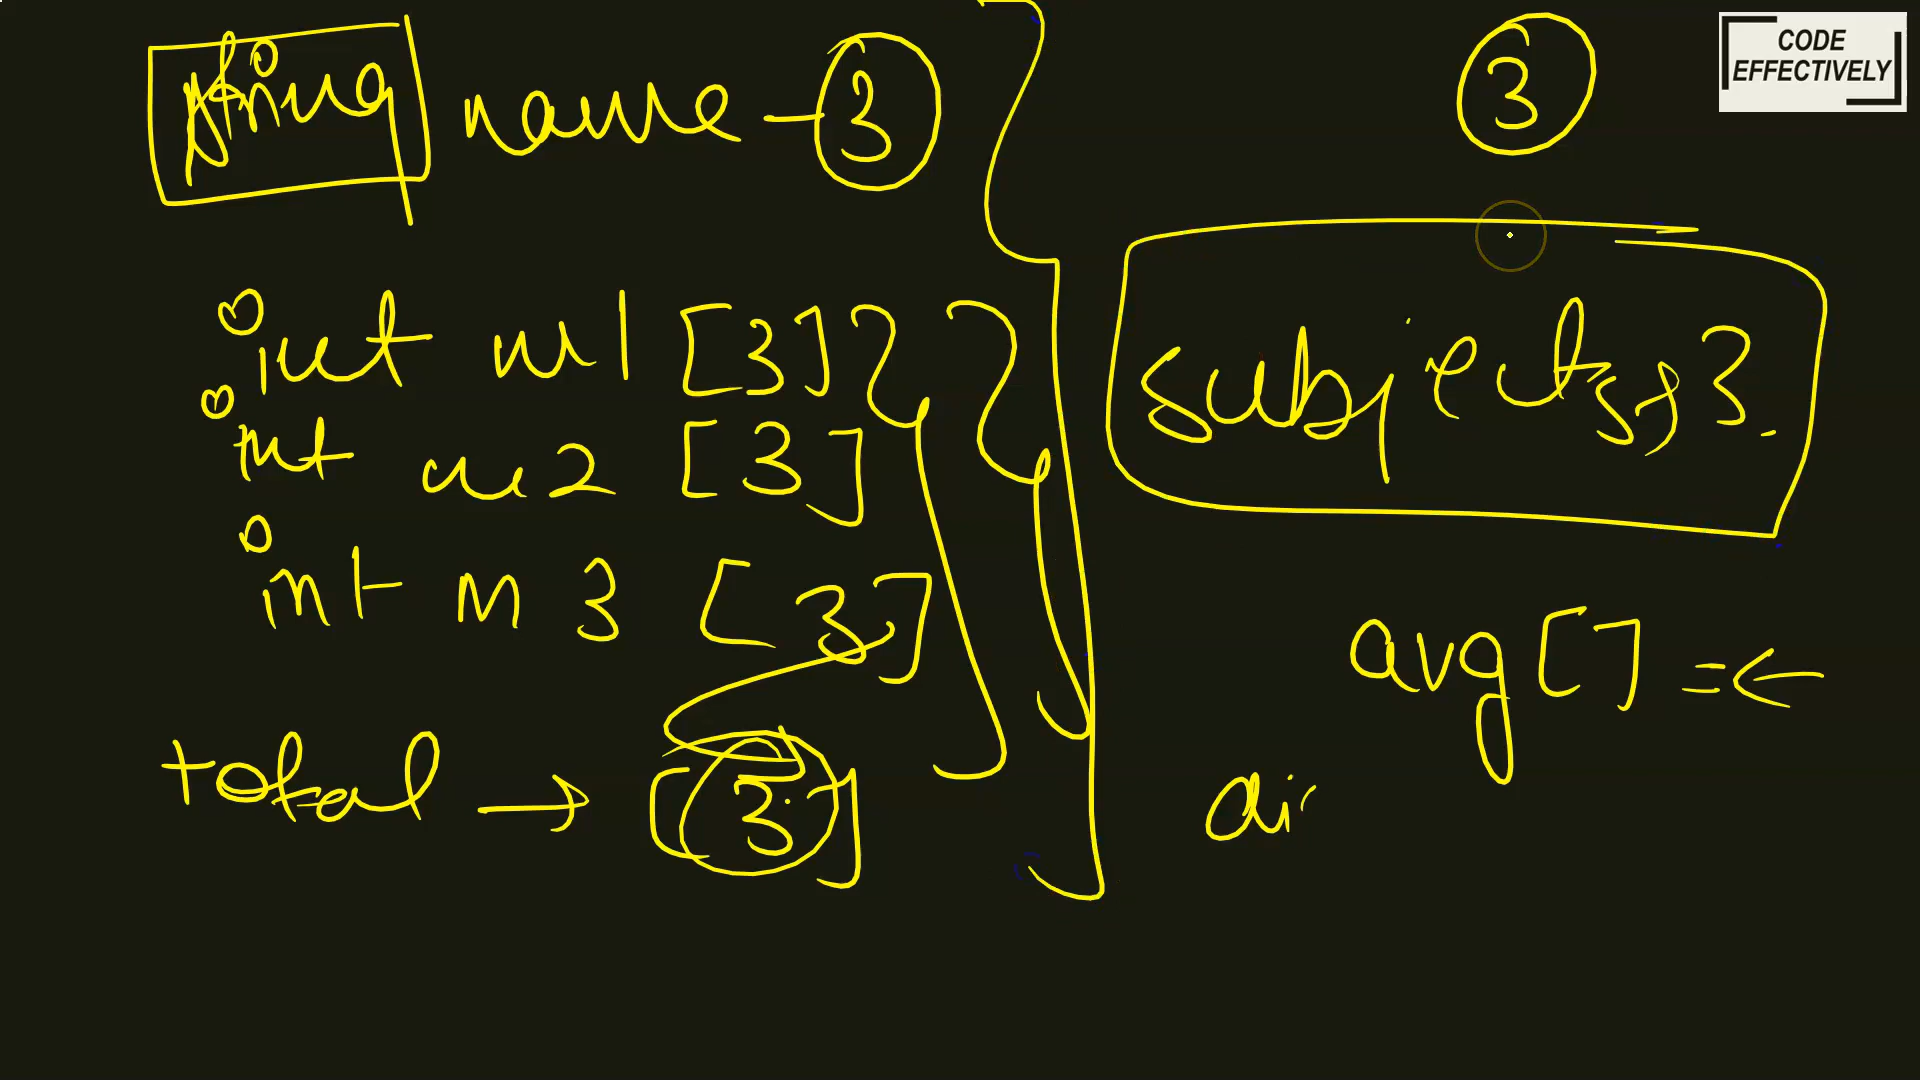 string name - 3
int m1 [3]
int m2 [3]
int m3 [3]
total → [3]
3
subjects, 3.
avg [] = ←
CODE
EFFECTIVELY